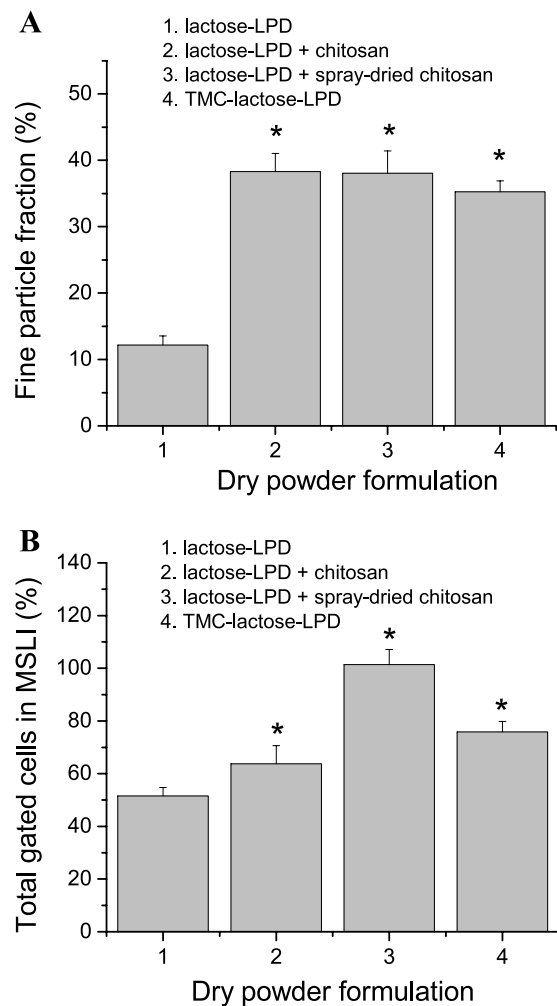 A
1. lactose-LPD
2. lactose-LPD + chitosan
3. lactose-LPD + spray-dried chitosan
4. TMC-lactose-LPD
Fine particle fraction (%)
50
40
30
20
10
0
* * *
1 2 3 4
Dry powder formulation
B
1. lactose-LPD
2. lactose-LPD + chitosan
3. lactose-LPD + spray-dried chitosan
4. TMC-lactose-LPD
Total gated cells in MSLI (%)
140
120
100
80
60
40
20
0
* * *
1 2 3 4
Dry powder formulation